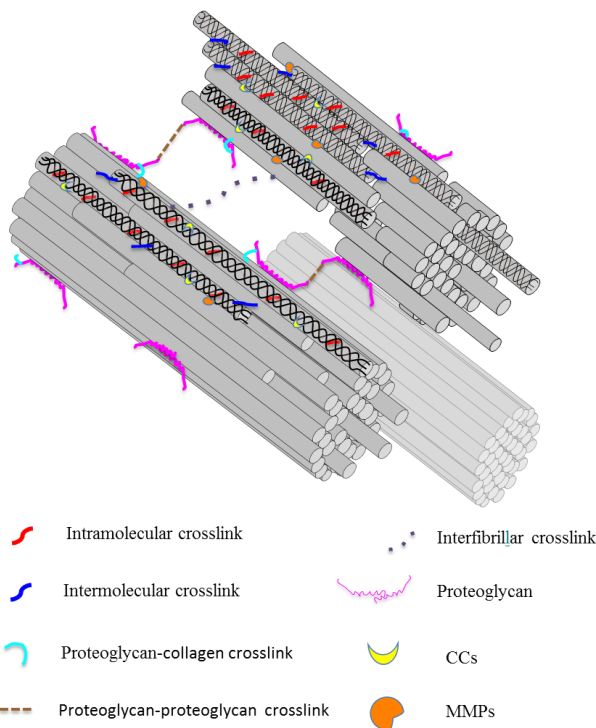 Intramolecular crosslink
Interfibrillar crosslink
Intermolecular crosslink
Proteoglycan
Proteoglycan-collagen crosslink
CCs
Proteoglycan-proteoglycan crosslink
MMPs